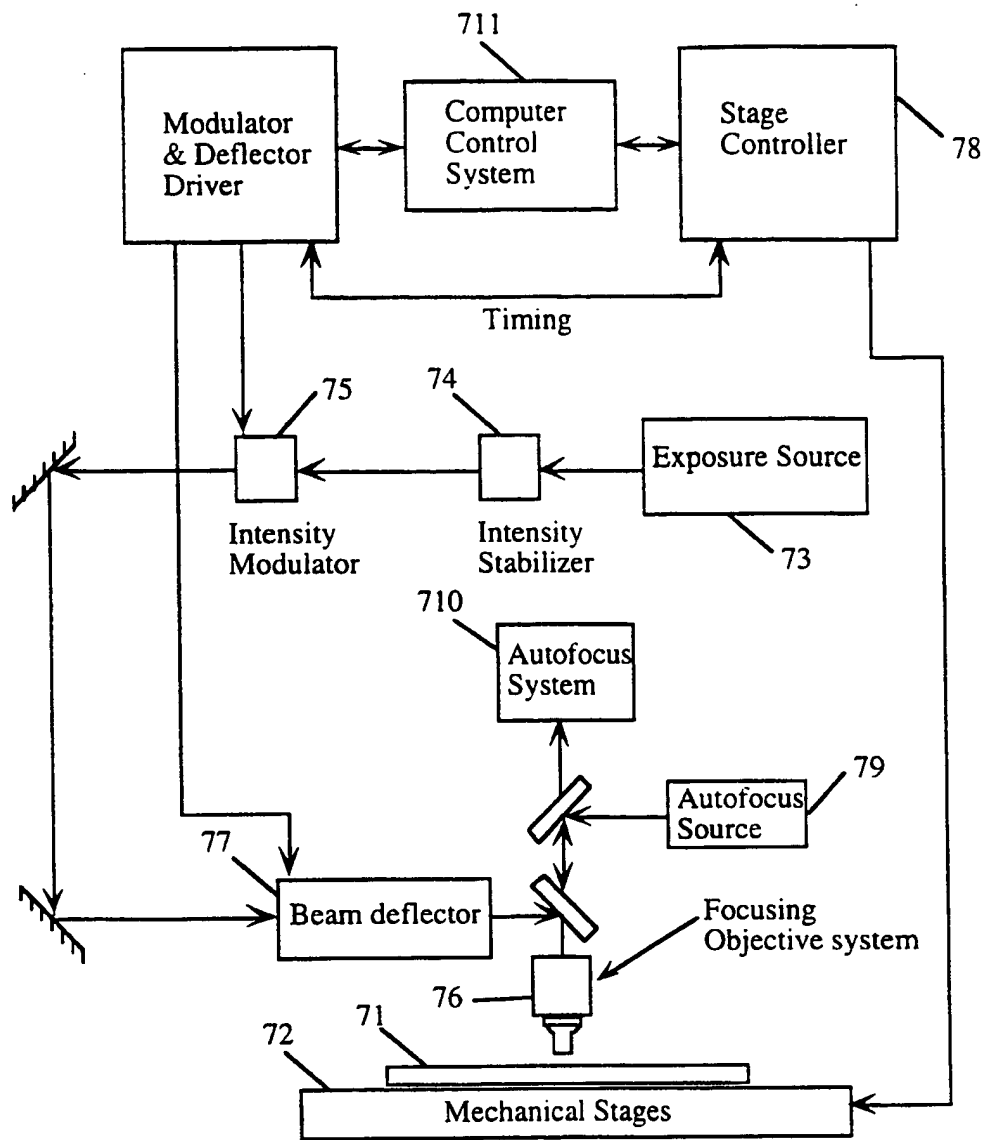 711
Modulator
& Deflector
Driver
Computer
Control
System
Stage
Controller
78
Timing
75
74
Exposure Source
Intensity
Modulator
Intensity
Stabilizer
73
710
Autofocus
System
79
Autofocus
Source
77
Beam deflector
Focusing
Objective system
76
71
72
Mechanical Stages